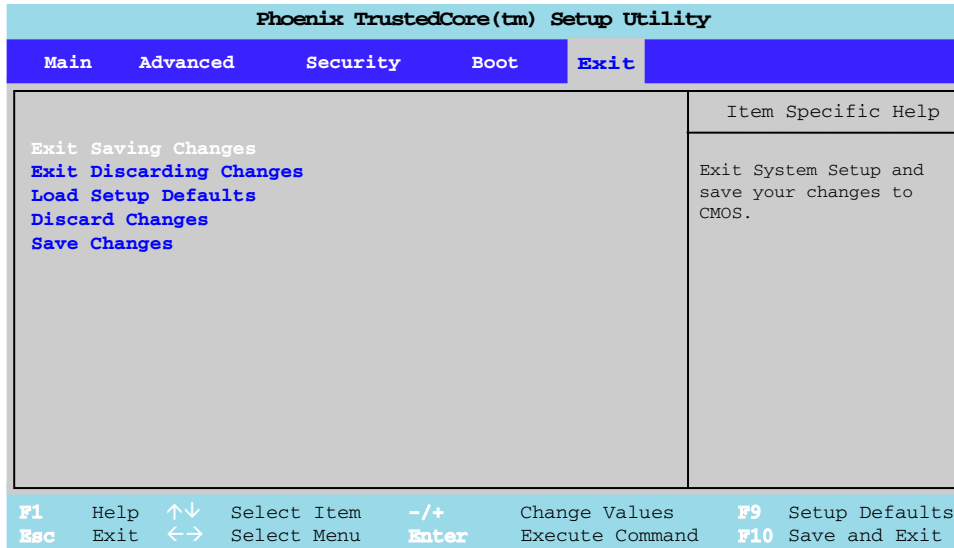 Phoenix TrustedCore(tm) Setup Utility
Main Advanced Security Boot Exit
Item Specific Help
Exit Saving Changes
Exit Discarding Changes
Load Setup Defaults
Discard Changes
Save Changes
Exit System Setup and
save your changes to
CMOS.
F1 Help ↑↓ Select Item -/+ Change Values F9 Setup Defaults
Esc Exit ←→ Select Menu Enter Execute Command F10 Save and Exit